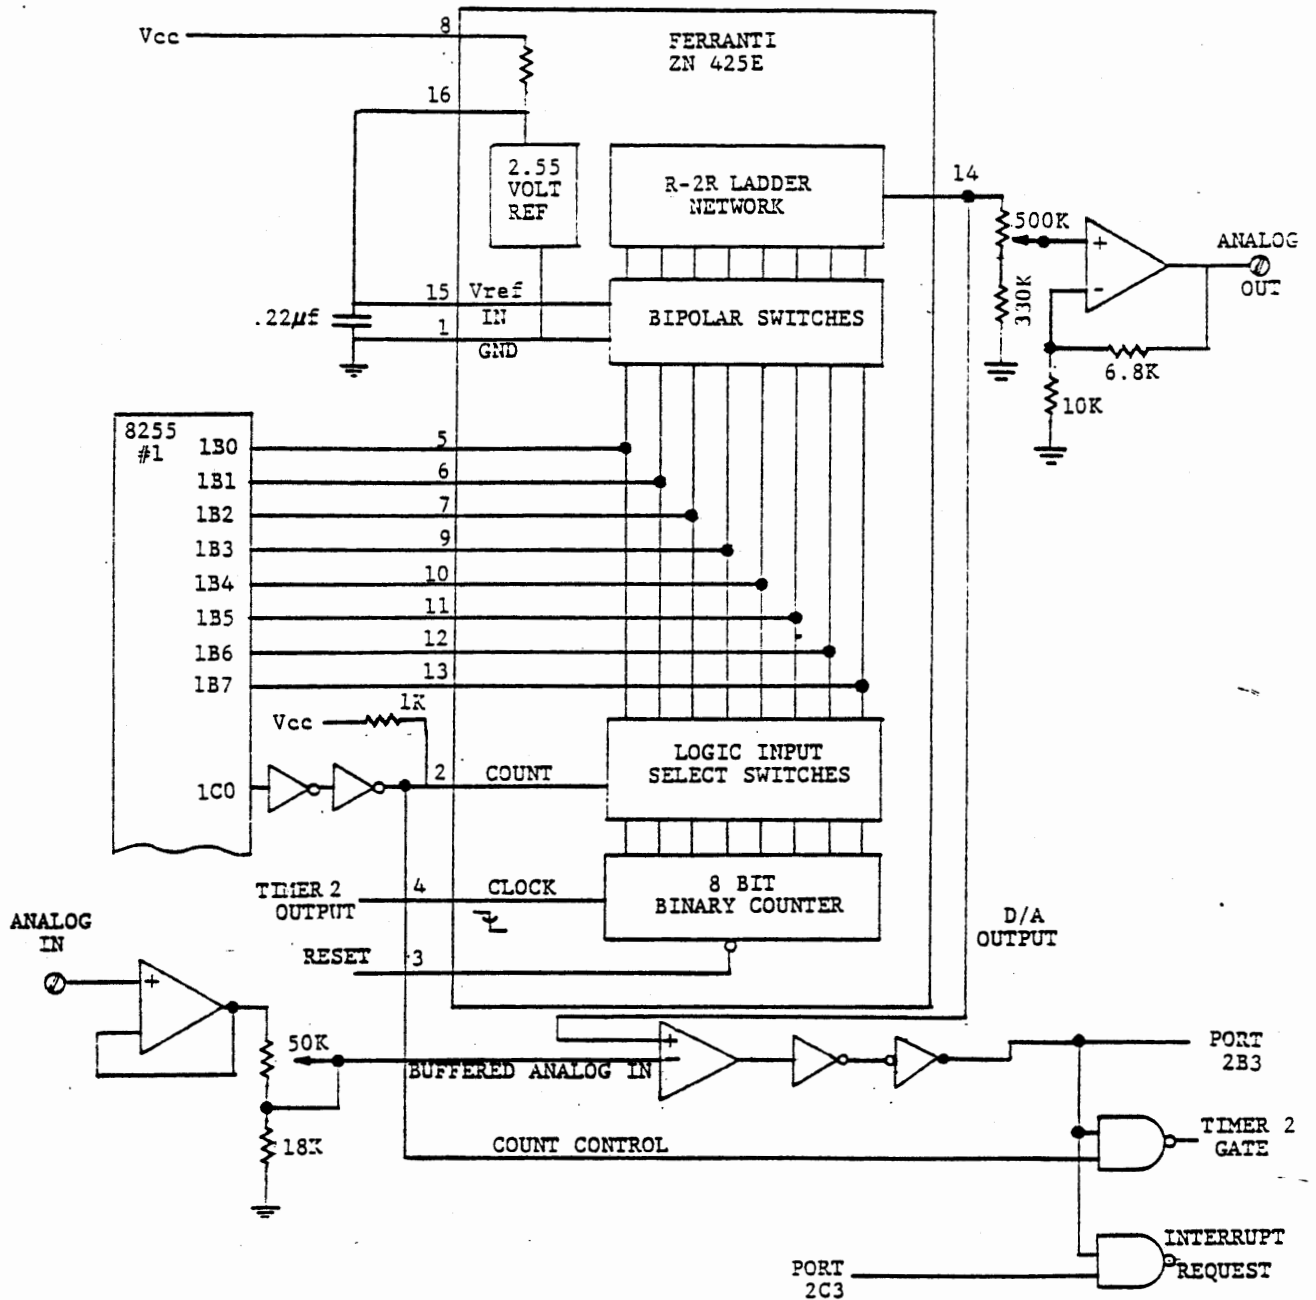 FERRANTI
ZN 425E
Vcc
8
16
2.55
VOLT
REF
R-2R LADDER
NETWORK
14
500K
+
-
ANALOG
OUT
330K
6.8K
10K
.22µf
15
Vref
IN
1
GND
BIPOLAR SWITCHES
8255
#1
1B0
5
1B1
6
1B2
7
1B3
9
1B4
10
1B5
11
1B6
12
1B7
13
1K
Vcc
1C0
2
COUNT
LOGIC INPUT
SELECT SWITCHES
TIMER 2
OUTPUT
4
CLOCK
8 BIT
BINARY COUNTER
RESET
3
D/A
OUTPUT
ANALOG
IN
+
50K
BUFFERED ANALOG IN
+
-
PORT
2B3
18K
COUNT CONTROL
TIMER 2
GATE
INTERRUPT
REQUEST
PORT
2C3